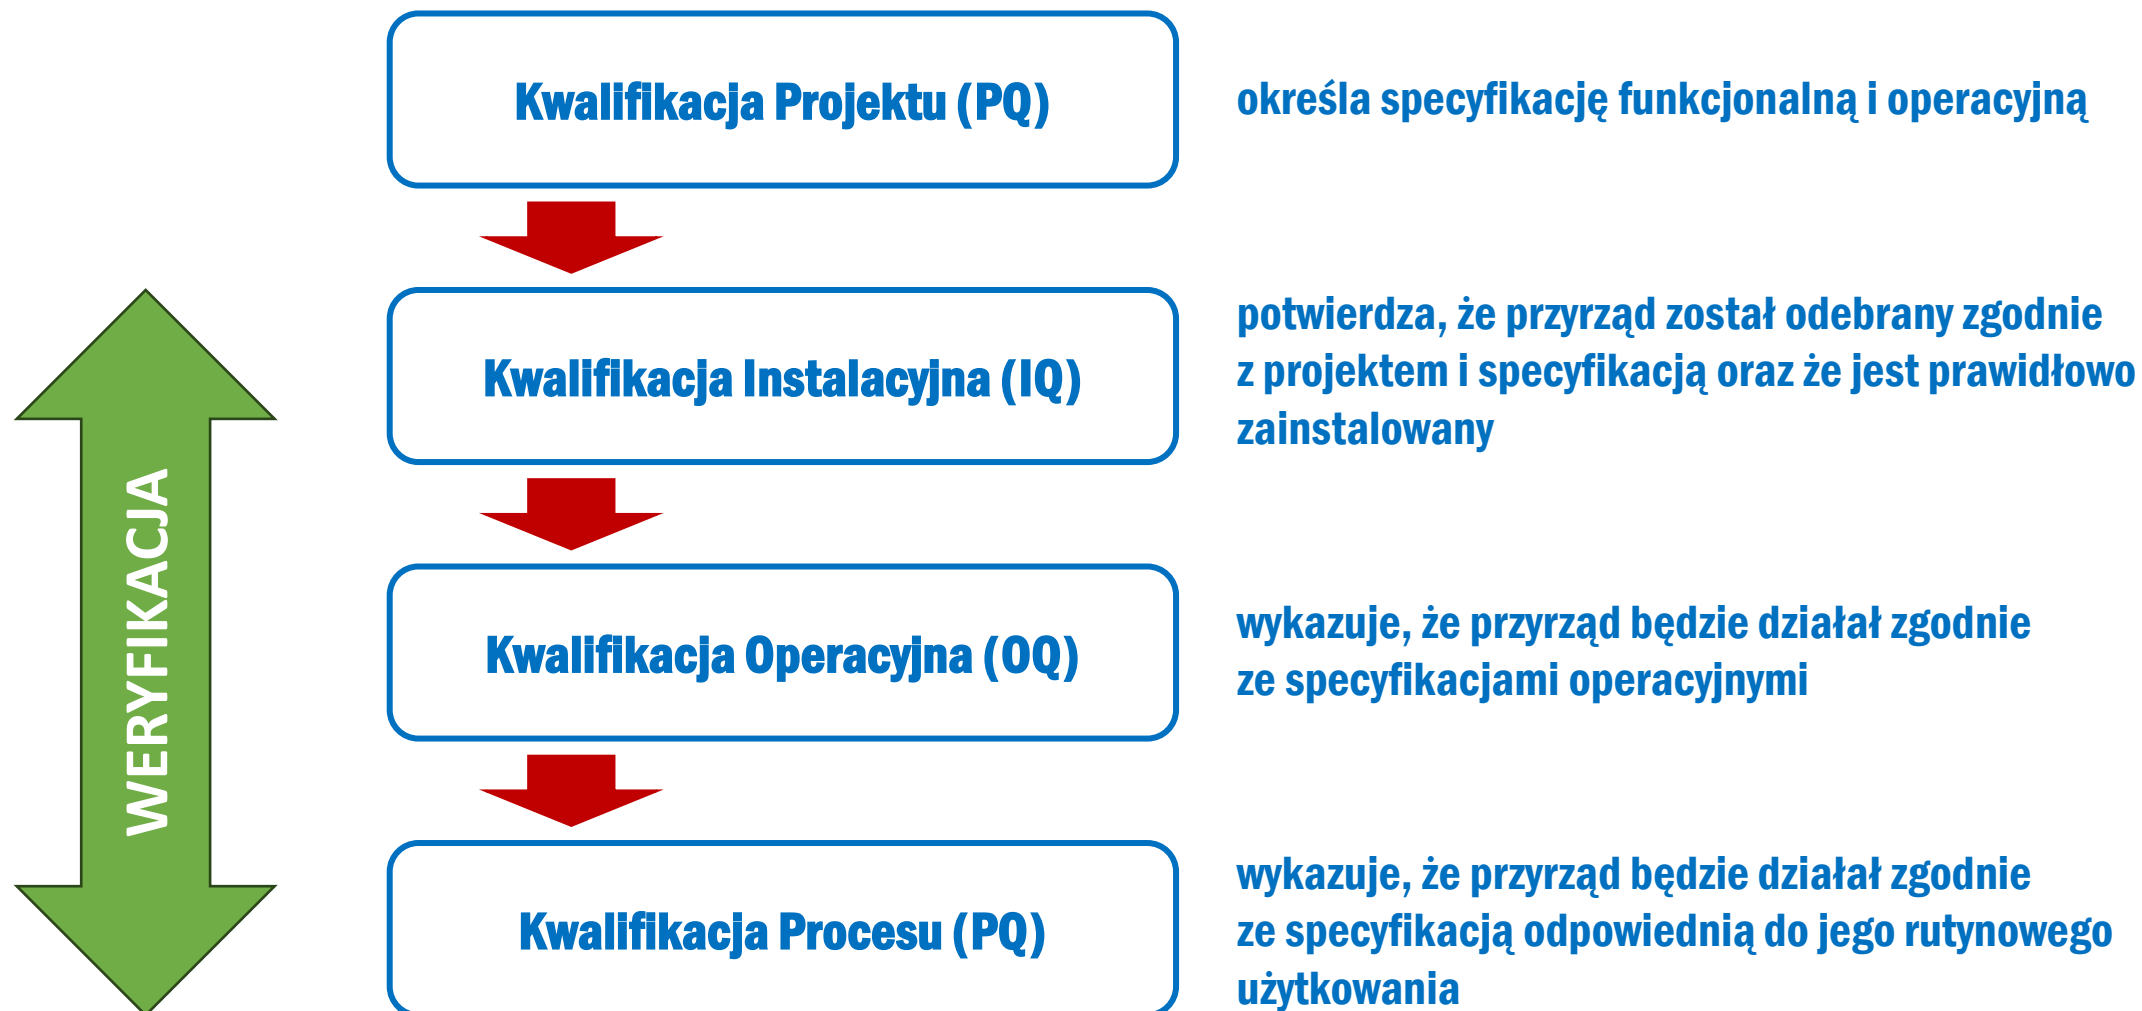 Kwalifikacja Projektu (PQ)
określa specyfikację funkcjonalną i operacyjną
WERYFIKACJA
Kwalifikacja Instalacyjna (IQ)
potwierdza, że przyrząd został odebrany zgodnie
z projektem i specyfikacją oraz że jest prawidłowo
zainstalowany
Kwalifikacja Operacyjna (OQ)
wykazuje, że przyrząd będzie działał zgodnie
ze specyfikacjami operacyjnymi
Kwalifikacja Procesu (PQ)
wykazuje, że przyrząd będzie działał zgodnie
ze specyfikacją odpowiednią do jego rutynowego
użytkowania